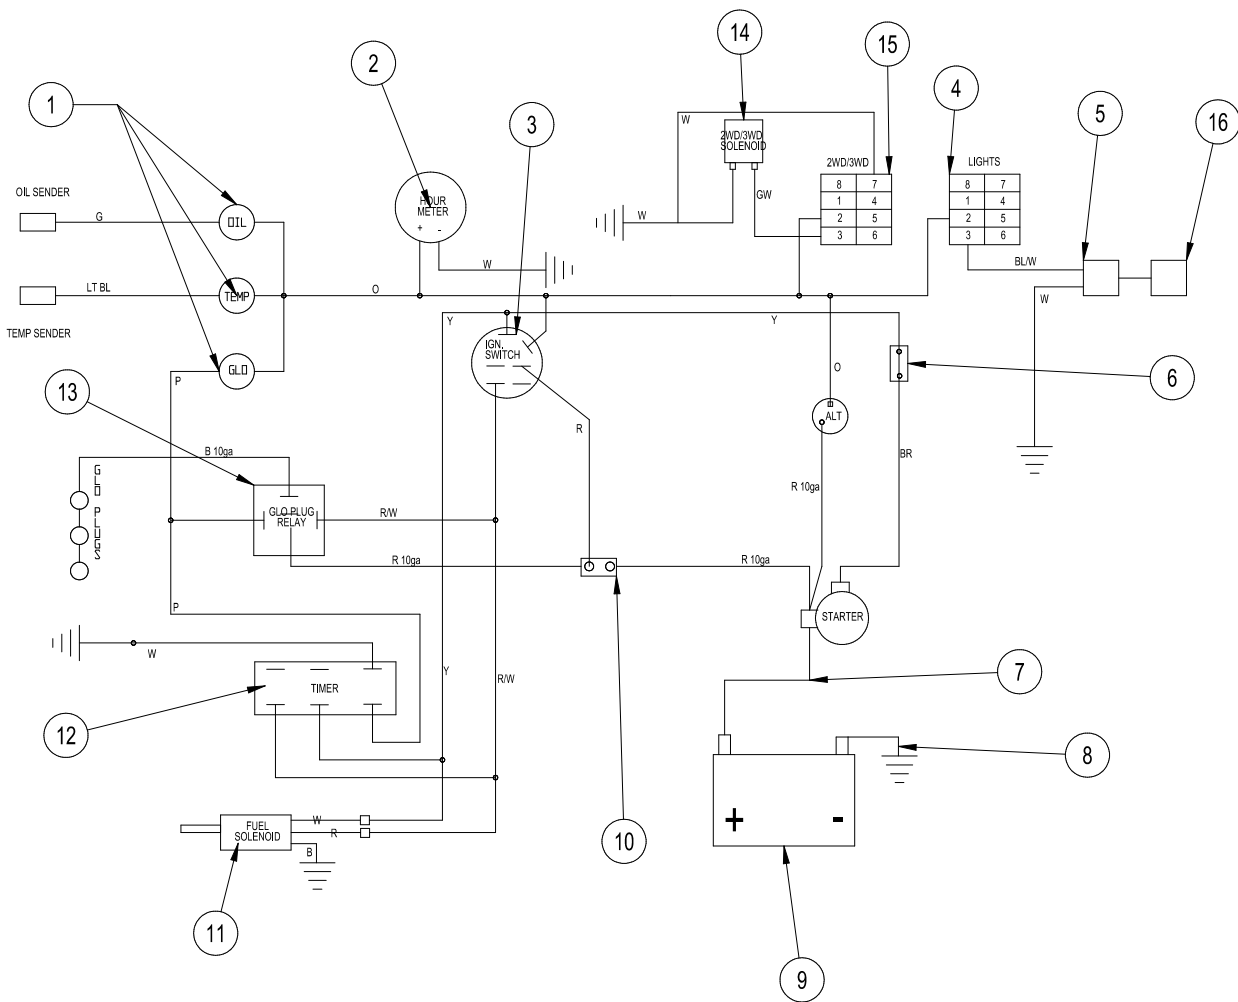 14
15
2
4
1
3
5
16
W
2WD/3WD
SOLENOID
2WD/3WD
LIGHTS
OIL SENDER
8 7
8 7
HOUR
METER
1 4
1 4
GW
G
OIL
W
2 5
2 5
+ -
3 6
3 6
W
BL/W
LT BL
TEMP
O
W
TEMP SENDER
Y
Y
IGN.
SWITCH
GLO
P
O
6
13
ALT
R
B 10ga
BR
GLO PLUGS
R 10ga
GLO PLUG
RELAY
R/W
R 10ga
R 10ga
P
STARTER
W
Y
R/W
7
TIMER
12
8
W
FUEL
SOLENOID
R
+ -
10
B
11
9